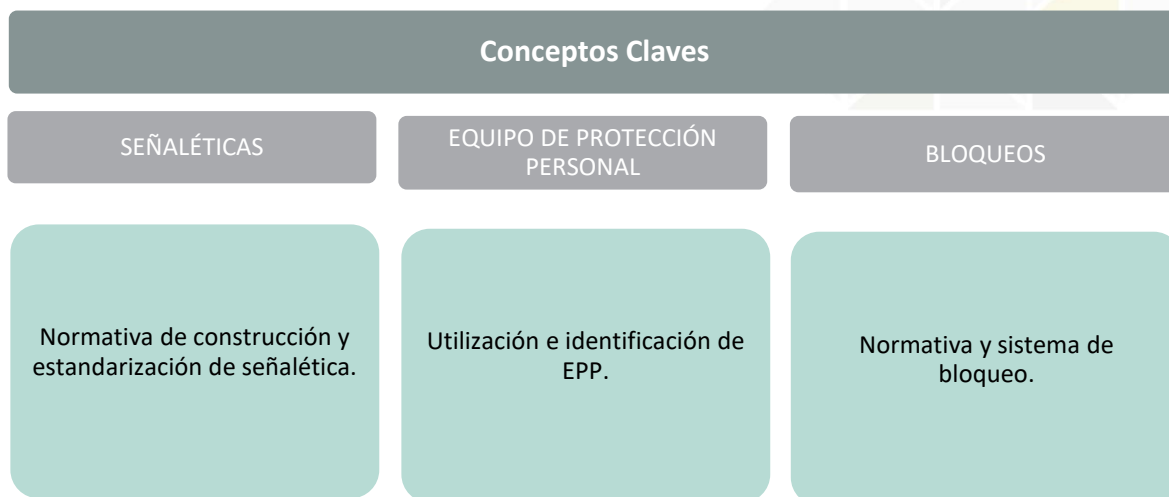 Conceptos Claves
SEÑALÉTICAS
EQUIPO DE PROTECCIÓN
PERSONAL
BLOQUEOS
Normativa de construcción y
estandarización de señalética.
Utilización e identificación de
EPP.
Normativa y sistema de
bloqueo.